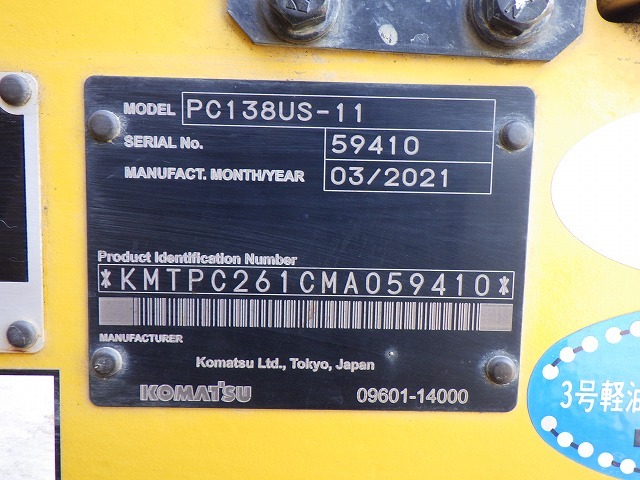 MODEL PC138US-11
SERIAL No. 59410
MANUFACT. MONTH/YEAR 03/2021
Product Identification Number
*KMTPC261CMA059410*
MANUFACTURER
Komatsu Ltd., Tokyo, Japan
KOMATSU 09601-14000
3号軽油